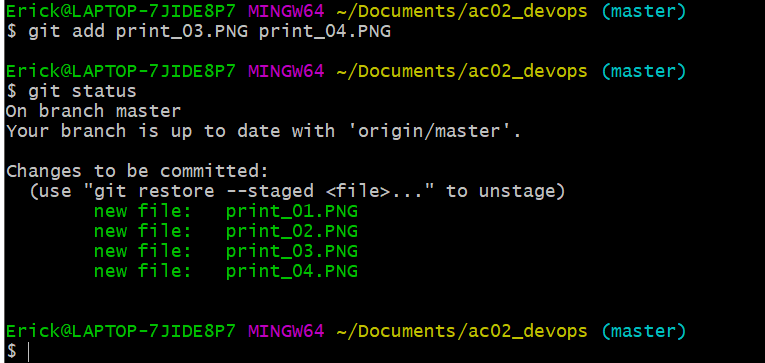 Erick@LAPTOP-7JIDE8P7 MINGW64 ~/Documents/ac02_devops (master)
$ git add print_03.PNG print_04.PNG
Erick@LAPTOP-7JIDE8P7 MINGW64 ~/Documents/ac02_devops (master)
$ git status
On branch master
Your branch is up to date with 'origin/master'.
Changes to be committed:
  (use "git restore --staged <file>..." to unstage)
        new file:   print_01.PNG
        new file:   print_02.PNG
        new file:   print_03.PNG
        new file:   print_04.PNG
Erick@LAPTOP-7JIDE8P7 MINGW64 ~/Documents/ac02_devops (master)
$